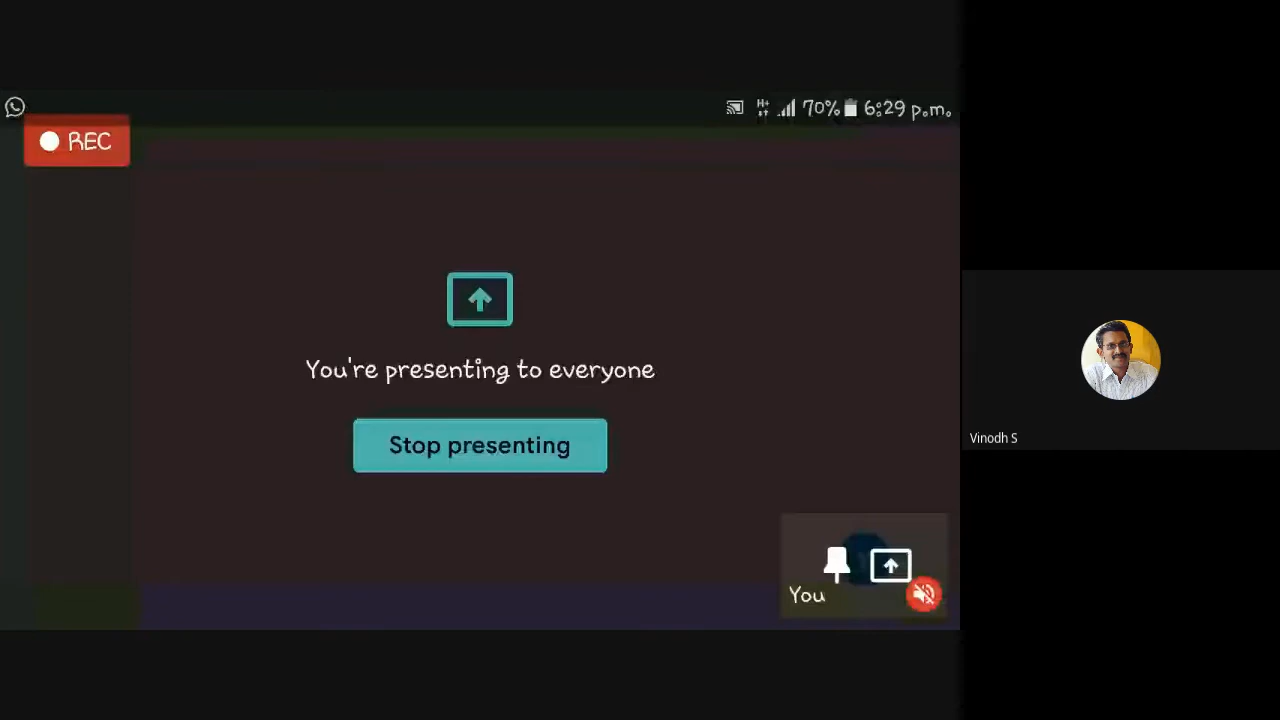 70% 6:29 p.m.
REC
You're presenting to everyone
Stop presenting
You
Vinodh S